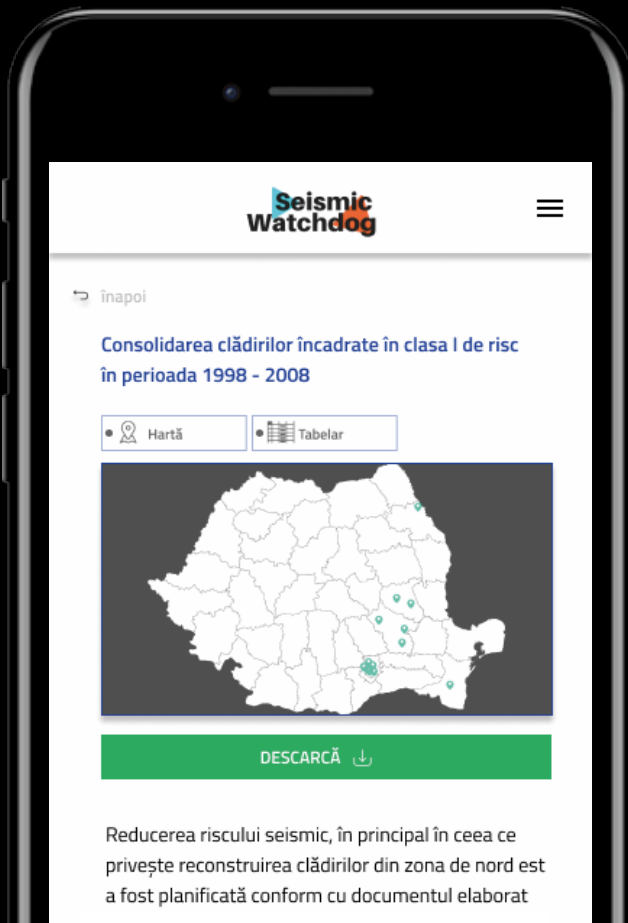 Seismic
Watchdog
înapoi
Consolidarea clădirilor încadrate în clasa I de risc
în perioada 1998 - 2008
Hartă
Tabelar
DESCARCĂ
Reducerea riscului seismic, în principal în ceea ce
privește reconstruirea clădirilor din zona de nord est
a fost planificată conform cu documentul elaborat